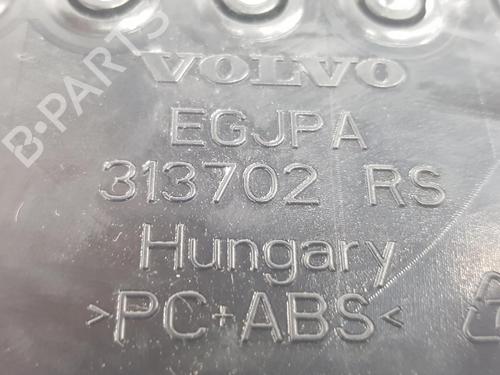 B-PARTS
VOLVO
EGJPA
313702 RS
Hungary
>PC+ABS<